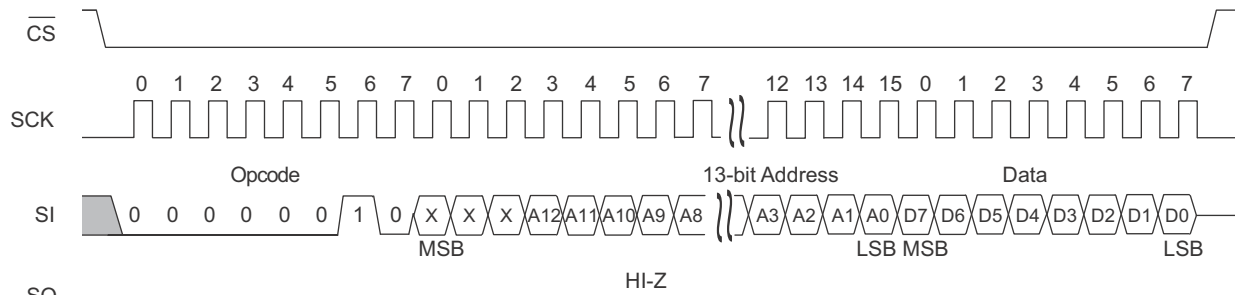 CS
0 1 2 3 4 5 6 7 0 1 2 3 4 5 6 7 12 13 14 15 0 1 2 3 4 5 6 7
SCK
Opcode 13-bit Address Data
SI 0 0 0 0 0 0 1 0 X X X A12 A11 A10 A9 A8 A3 A2 A1 A0 D7 D6 D5 D4 D3 D2 D1 D0
MSB LSB MSB LSB
HI-Z
SO